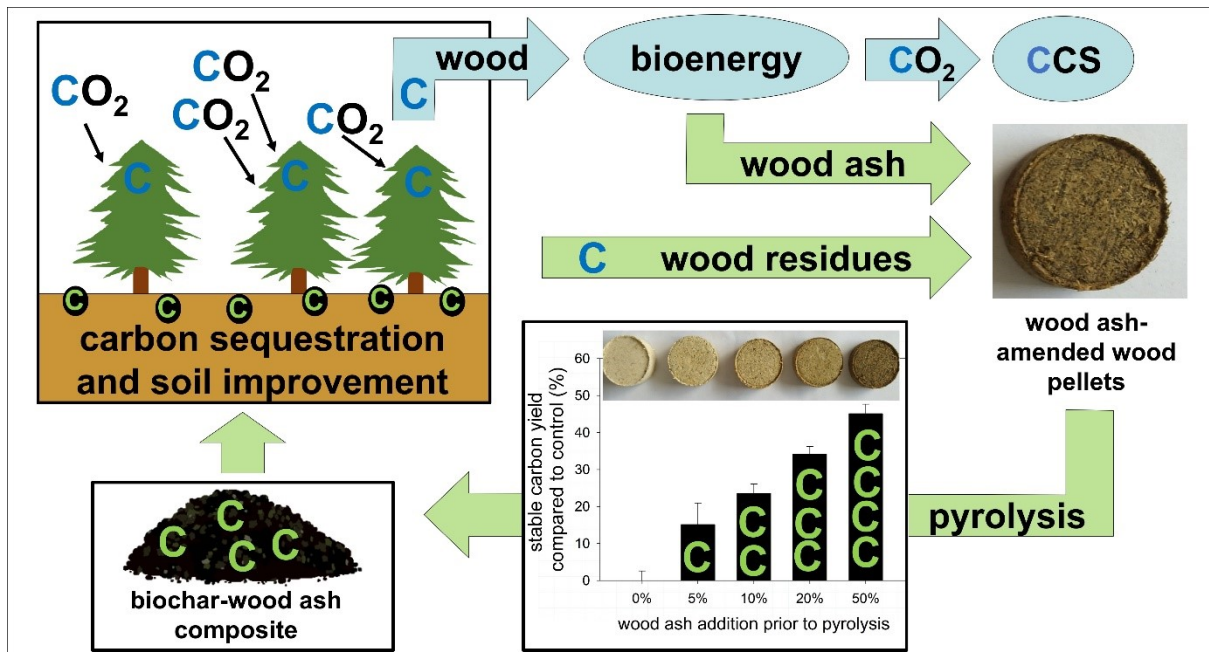 CO2
CO2
CO2
CO2
C
C
C
C
wood
bioenergy
CO2
CCS
wood ash
C wood residues
wood ash-
amended wood
pellets
C C C C C C
carbon sequestration
and soil improvement
stable carbon yield
compared to control (%)
60
50
40
30
20
10
0
C
C
C
C
C
C
C
C
C
C
0% 5% 10% 20% 50%
wood ash addition prior to pyrolysis
pyrolysis
C
C
C
C
biochar-wood ash
composite